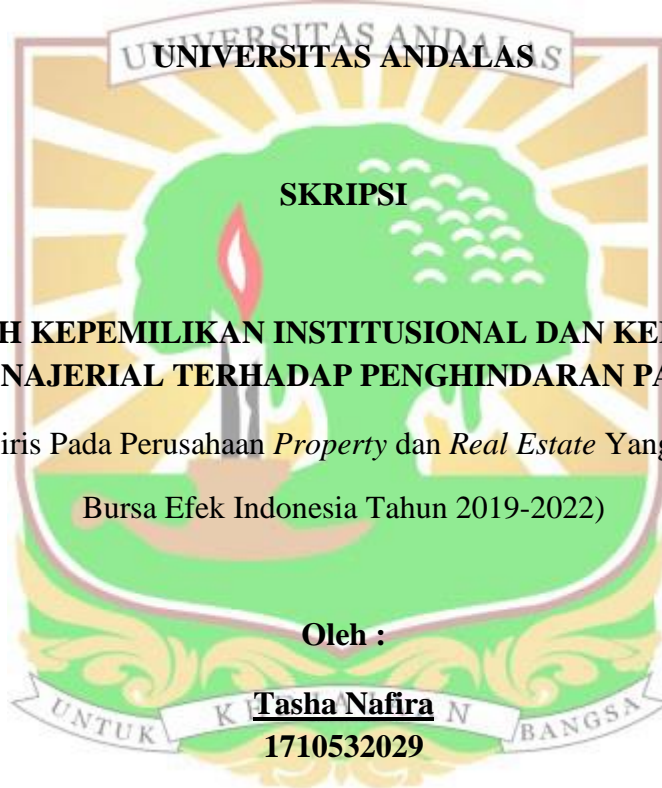 UNIVERSITAS ANDALAS
UNIVERSITAS ANDALAS
SKRIPSI
H KEPEMILIKAN INSTITUSIONAL DAN KE
NAJERIAL TERHADAP PENGHINDARAN PA
iris Pada Perusahaan Property dan Real Estate Yang
Bursa Efek Indonesia Tahun 2019-2022)
Oleh :
Tasha Nafira
1710532029
UNTUK KEDJAJAAN BANGSA